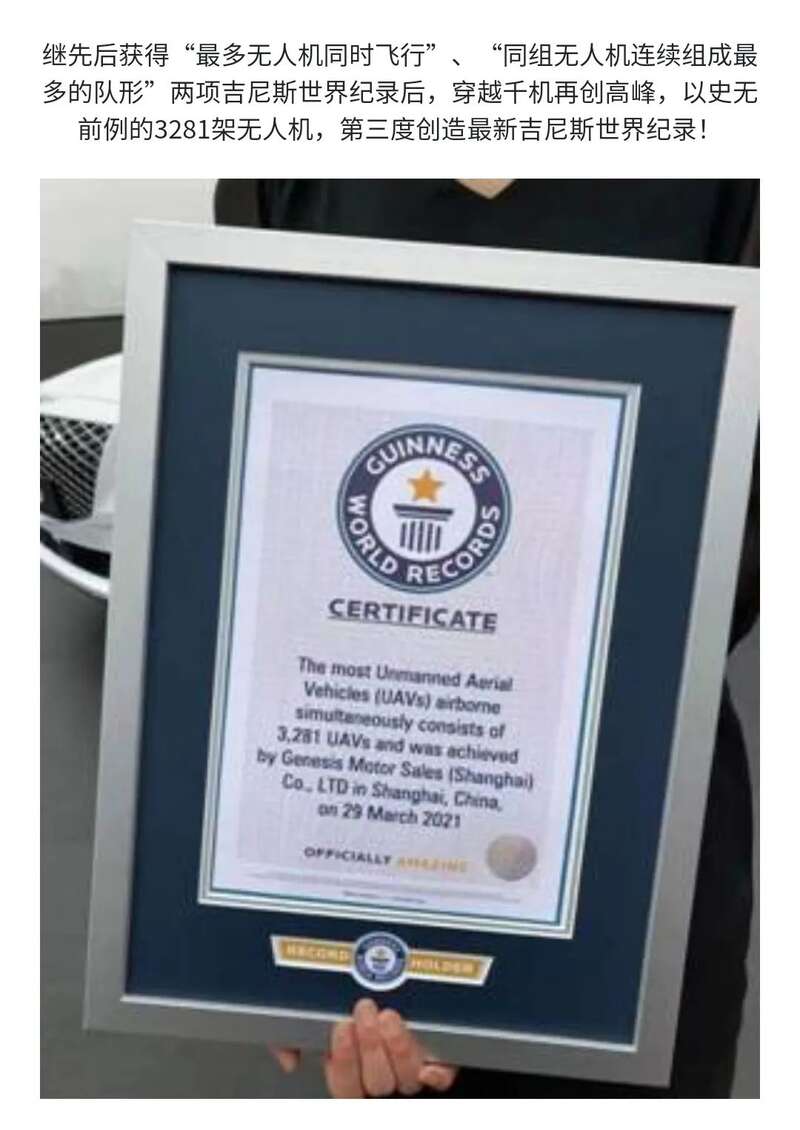 继先后获得“最多无人机同时飞行”、“同组无人机连续组成最
多的队形”两项吉尼斯世界纪录后，穿越千机再创高峰，以史无
前例的3281架无人机，第三度创造最新吉尼斯世界纪录！
GUINNESS
WORLD RECORDS
CERTIFICATE
The most Unmanned Aerial
Vehicles (UAVs) airborne
simultaneously consists of
3,281 UAVs and was achieved
by Genesis Motor Sales (Shanghai)
Co., LTD in Shanghai, China,
on 29 March 2021
OFFICIALLY AMAZING
RECORD HOLDER